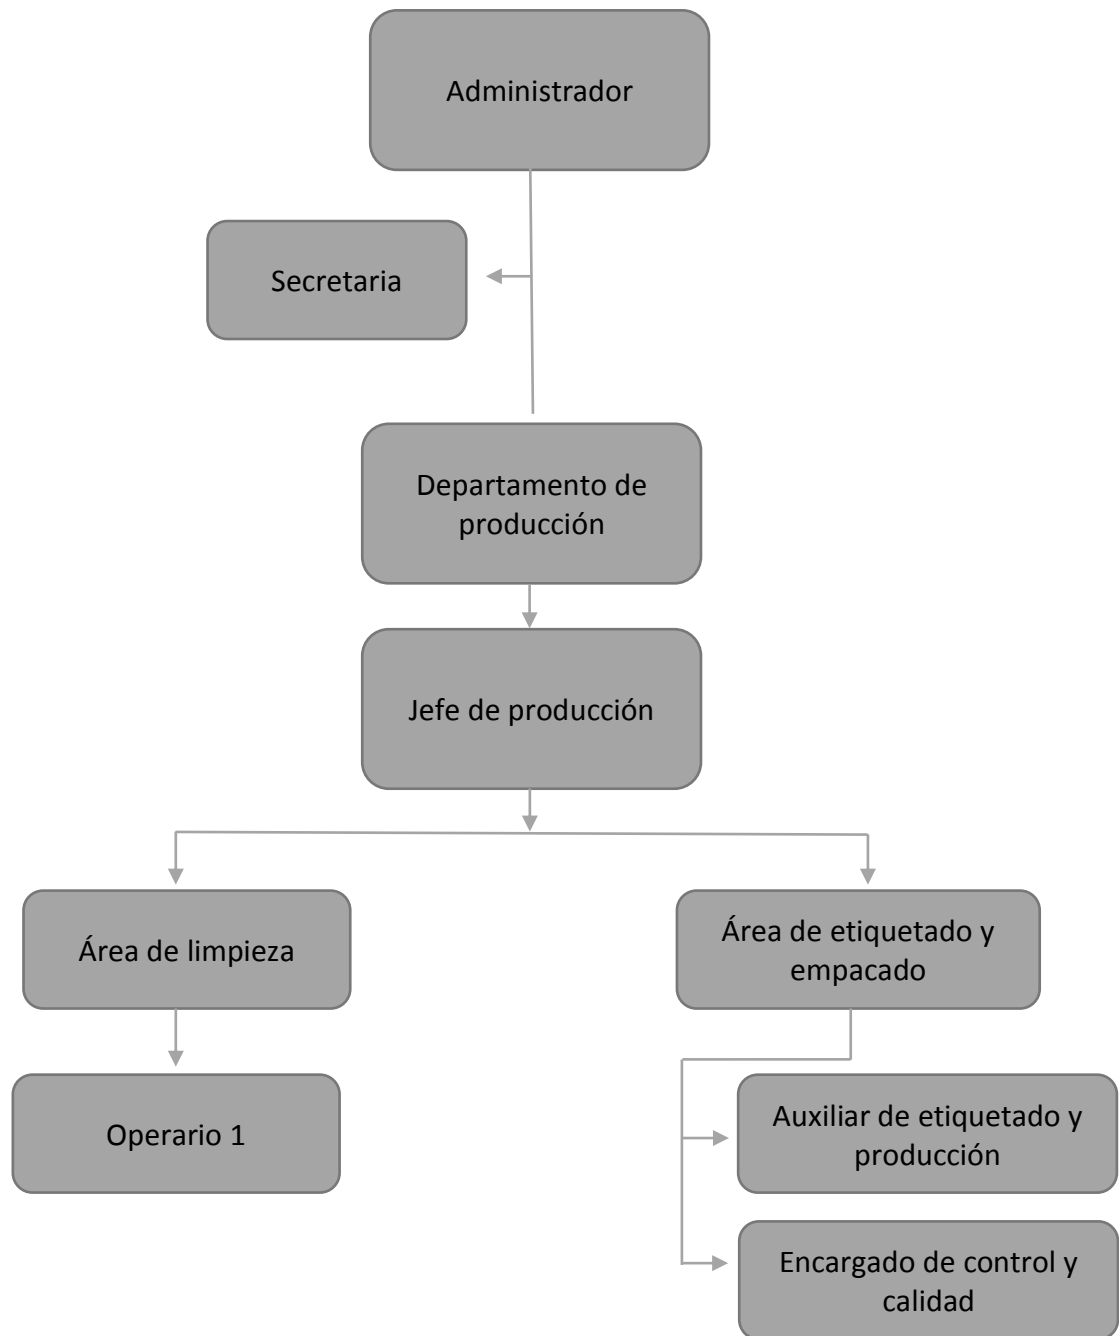 Administrador
Secretaria
Departamento de
producción
Jefe de producción
Área de limpieza
Área de etiquetado y
empacado
Operario 1
Auxiliar de etiquetado y
producción
Encargado de control y
calidad